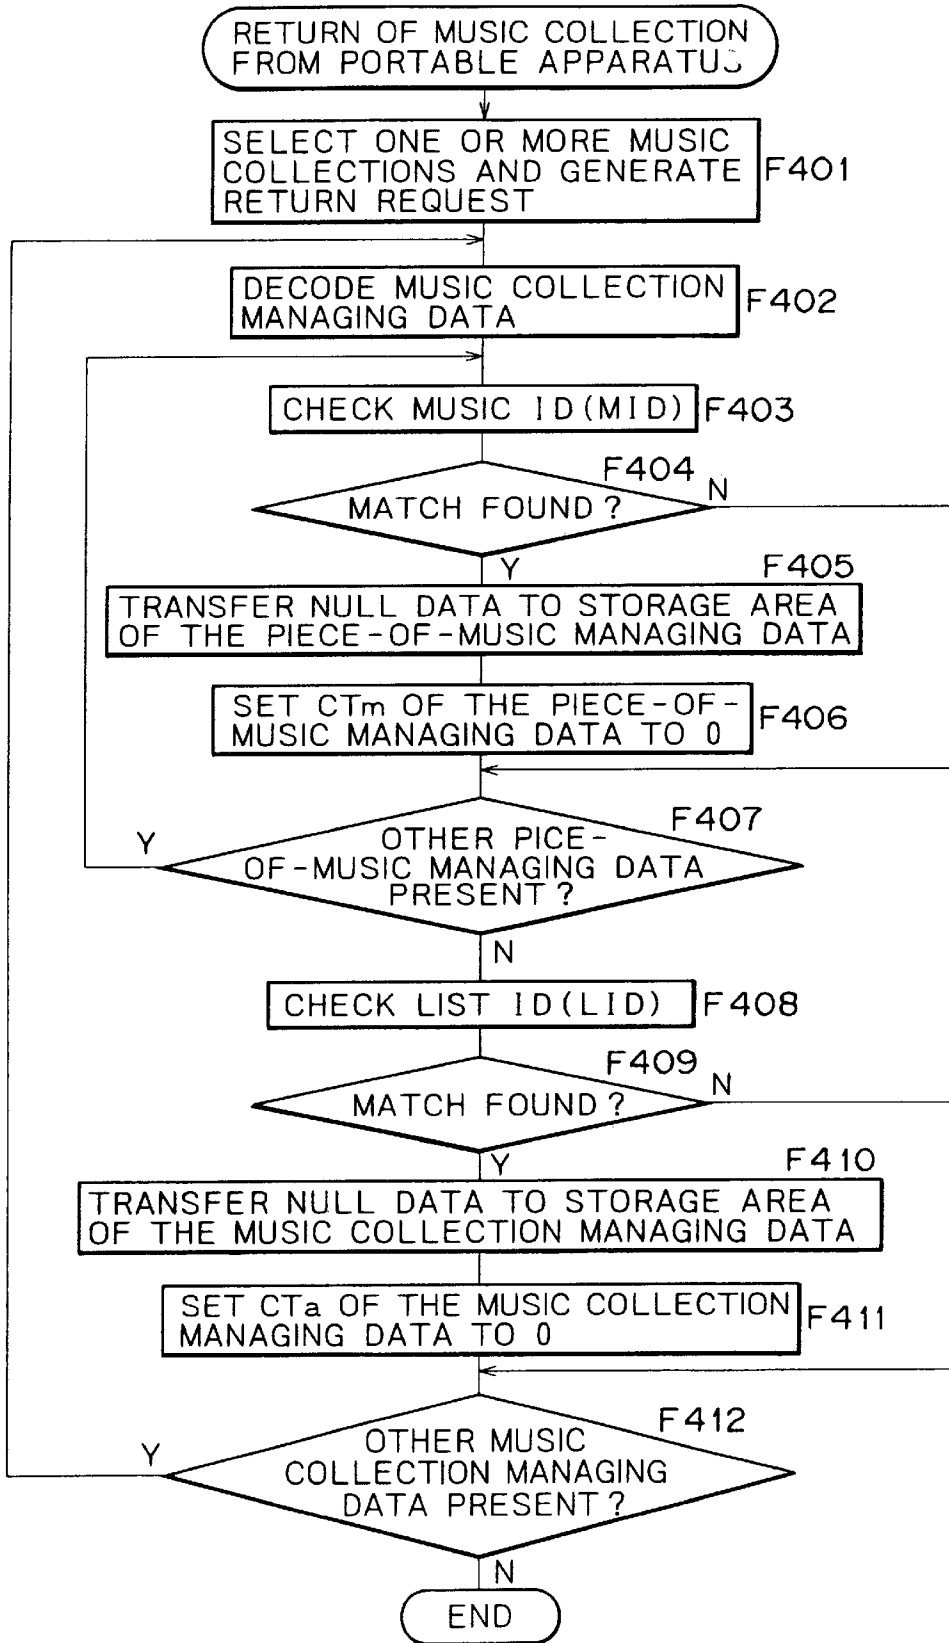 RETURN OF MUSIC COLLECTION
FROM PORTABLE APPARATUS
SELECT ONE OR MORE MUSIC
COLLECTIONS AND GENERATE
RETURN REQUEST
F401
DECODE MUSIC COLLECTION
MANAGING DATA
F402
CHECK MUSIC ID(MID)
F403
F404
MATCH FOUND?
N
Y
F405
TRANSFER NULL DATA TO STORAGE AREA
OF THE PIECE-OF-MUSIC MANAGING DATA
SET CTm OF THE PIECE-OF-
MUSIC MANAGING DATA TO 0
F406
F407
Y
OTHER PICE-
OF-MUSIC MANAGING DATA
PRESENT?
N
CHECK LIST ID(LID)
F408
F409
MATCH FOUND?
N
Y
F410
TRANSFER NULL DATA TO STORAGE AREA
OF THE MUSIC COLLECTION MANAGING DATA
SET CTa OF THE MUSIC COLLECTION
MANAGING DATA TO 0
F411
F412
Y
OTHER MUSIC
COLLECTION MANAGING
DATA PRESENT?
N
END